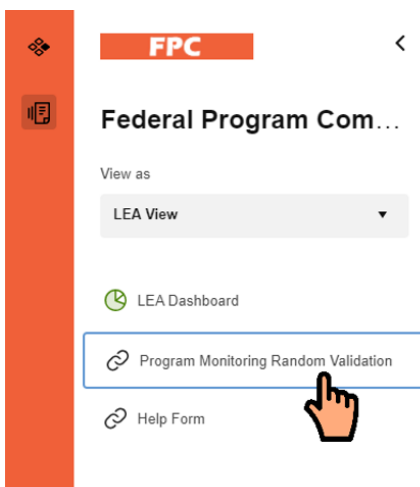 FPC
Federal Program Com...
View as
LEA View
LEA Dashboard
Program Monitoring Random Validation
Help Form